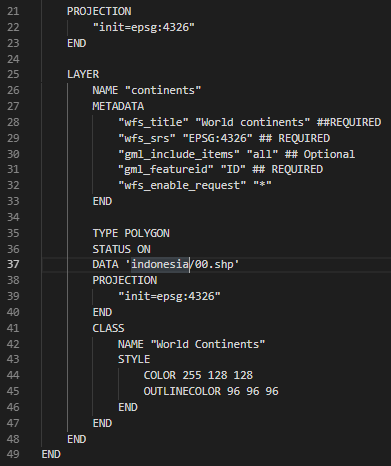 21 PROJECTION
22 "init=epsg:4326"
23 END
24
25 LAYER
26 NAME "continents"
27 METADATA
28 "wfs_title" "World continents" ##REQUIRED
29 "wfs_srs" "EPSG:4326" ## REQUIRED
30 "gml_include_items" "all" ## Optional
31 "gml_featureid" "ID" ## REQUIRED
32 "wfs_enable_request" "*"
33 END
34
35 TYPE POLYGON
36 STATUS ON
37 DATA 'indonesia/00.shp'
38 PROJECTION
39 "init=epsg:4326"
40 END
41 CLASS
42 NAME "World Continents"
43 STYLE
44 COLOR 255 128 128
45 OUTLINECOLOR 96 96 96
46 END
47 END
48 END
49 END